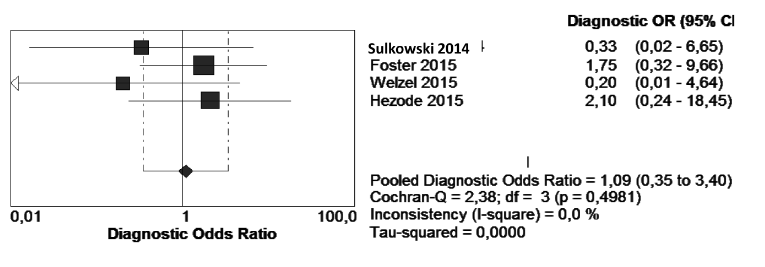 Diagnostic OR (95% CI
Sulkowski 2014 0,33 (0,02 - 6,65)
Foster 2015 1,75 (0,32 - 9,66)
Welzel 2015 0,20 (0,01 - 4,64)
Hezode 2015 2,10 (0,24 - 18,45)
Pooled Diagnostic Odds Ratio = 1,09 (0,35 to 3,40)
Cochran-Q = 2,38; df = 3 (p = 0,4981)
Inconsistency (I-square) = 0,0 %
Tau-squared = 0,0000
0,01 1 100,0
Diagnostic Odds Ratio